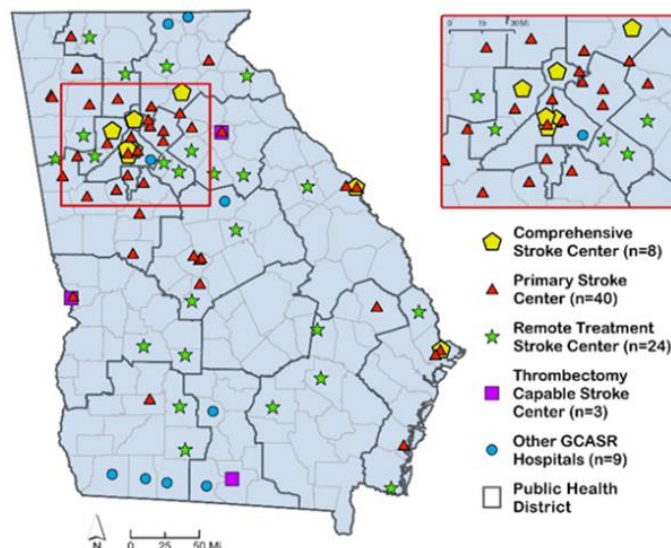 0 15 30 Mi
Comprehensive
Stroke Center (n=8)
Primary Stroke
Center (n=40)
Remote Treatment
Stroke Center (n=24)
Thrombectomy
Capable Stroke
Center (n=3)
Other GCASR
Hospitals (n=9)
Public Health
District
N
0 25 50 Mi